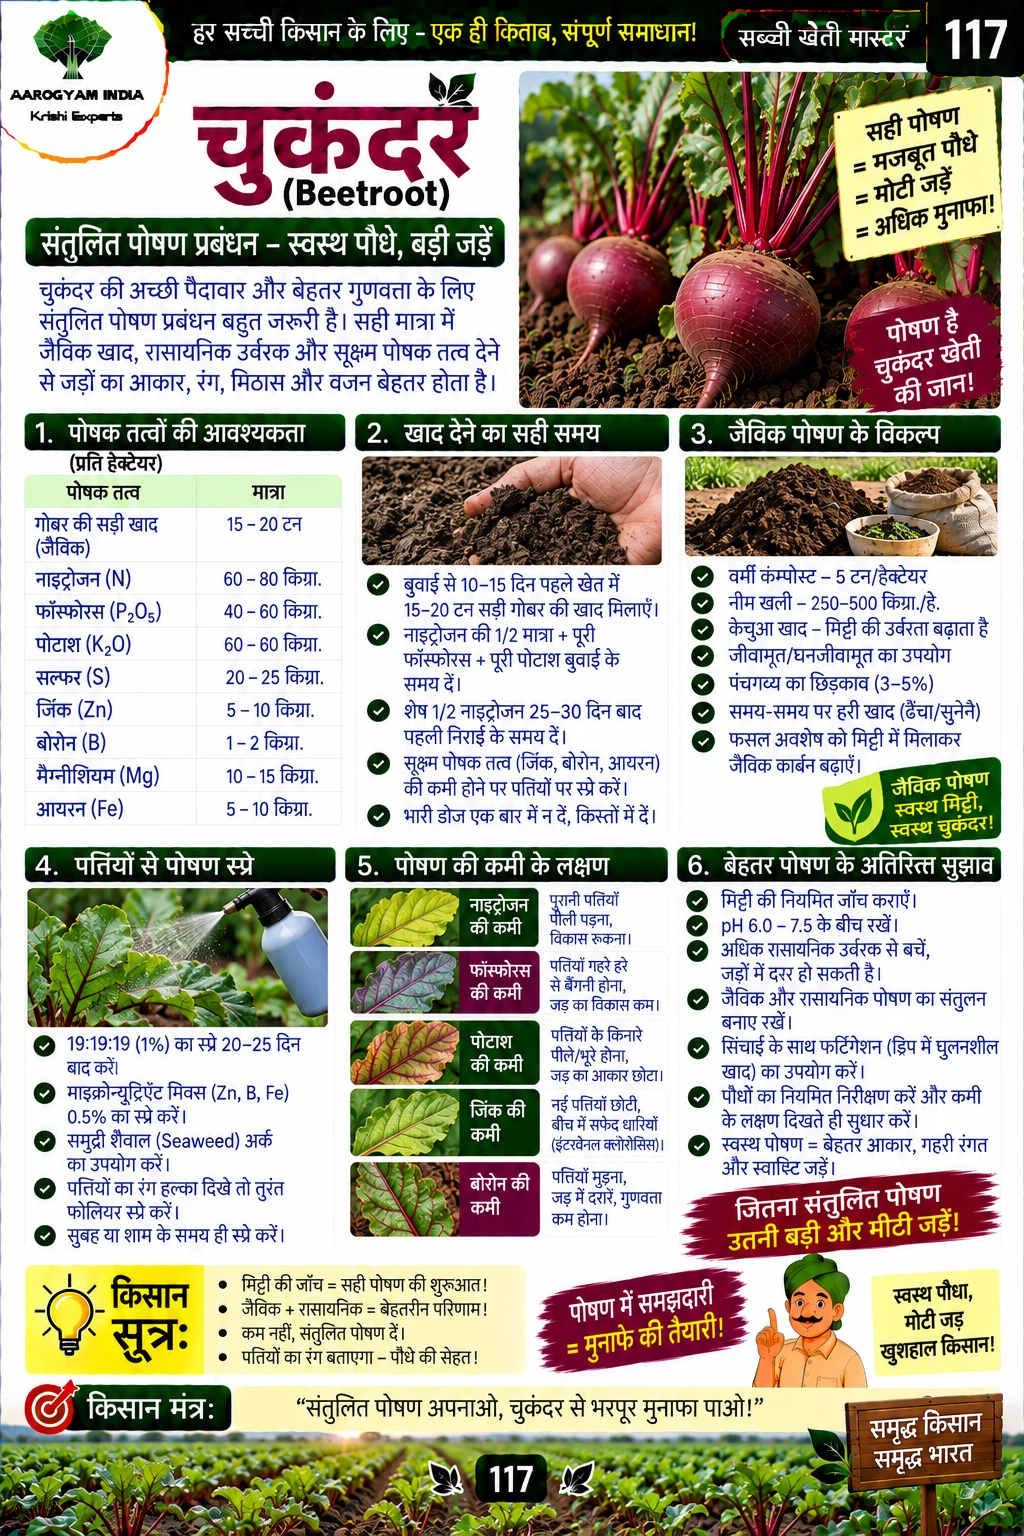 AAROGYAM INDIA
Krishi Experts
हर सच्ची किसान के लिए - एक ही किताब, संपूर्ण समाधान!
सब्जी खेती मास्टर
117
चुकंदर
(Beetroot)
संतुलित पोषण प्रबंधन – स्वस्थ पौधे, बड़ी जड़ें
चुकंदर की अच्छी पैदावार और बेहतर गुणवत्ता के लिए
संतुलित पोषण प्रबंधन बहुत जरूरी है। सही मात्रा में
जैविक खाद, रासायनिक उर्वरक और सूक्ष्म पोषक तत्व देने
से जड़ों का आकार, रंग, मिठास और वजन बेहतर होता है।
सही पोषण
= मजबूत पौधे
= मोटी जड़ें
= अधिक मुनाफा!
पोषण है
चुकंदर खेती
की जान!
1. पोषक तत्वों की आवश्यकता
(प्रति हेक्टेयर)
पोषक तत्व मात्रा
गोबर की सड़ी खाद 15 – 20 टन
(जैविक)
नाइट्रोजन (N) 60 – 80 किग्रा.
फॉस्फोरस (P₂O₅) 40 – 60 किग्रा.
पोटाश (K₂O) 60 – 60 किग्रा.
सल्फर (S) 20 – 25 किग्रा.
जिंक (Zn) 5 – 10 किग्रा.
बोरोन (B) 1 – 2 किग्रा.
मैग्नीशियम (Mg) 10 – 15 किग्रा.
आयरन (Fe) 5 – 10 किग्रा.
2. खाद देने का सही समय
बुवाई से 10–15 दिन पहले खेत में
15–20 टन सड़ी गोबर की खाद मिलाएँ।
नाइट्रोजन की 1/2 मात्रा + पूरी
फॉस्फोरस + पूरी पोटाश बुवाई के
समय दें।
शेष 1/2 नाइट्रोजन 25–30 दिन बाद
पहली निराई के समय दें।
सूक्ष्म पोषक तत्व (जिंक, बोरोन, आयरन)
की कमी होने पर पत्तियों पर स्प्रे करें।
भारी डोज एक बार में न दें, किस्तों में दें।
3. जैविक पोषण के विकल्प
वर्मी कंम्पोस्ट – 5 टन/हेक्टेयर
नीम खली – 250–500 किग्रा./हे.
केचुआ खाद – मिट्टी की उर्वरता बढ़ाता है
जीवामृत/घनजीवामृत का उपयोग
पंचगव्य का छिड़काव (3–5%)
समय-समय पर हरी खाद (ढैंचा/सुनेनै)
फसल अवशेष को मिट्टी में मिलाकर
जैविक कार्बन बढ़ाएँ।
जैविक पोषण
स्वस्थ मिट्टी,
स्वस्थ चुकंदर!
4. पत्तियों से पोषण स्प्रे
19:19:19 (1%) का स्प्रे 20–25 दिन
बाद करें।
माइक्रोन्यूट्रिएंट मिक्स (Zn, B, Fe)
0.5% का स्प्रे करें।
समुद्री शैवाल (Seaweed) अर्क
का उपयोग करें।
पत्तियों का रंग हल्का दिखे तो तुरंत
फोलियर स्प्रे करें।
सुबह या शाम के समय ही स्प्रे करें।
5. पोषण की कमी के लक्षण
नाइट्रोजन
की कमी
पुरानी पत्तियों
पीली पड़ना,
विकास रूकना।
फॉस्फोरस
की कमी
पत्तियों गहरे हरे
से बैंगनी होना,
जड़ का विकास कम।
पोटाश
की कमी
पत्तियों के किनारे
पीले/भूरे होना,
जड़ का आकार छोटा।
जिंक की
कमी
नई पत्तियों छोटी,
बीच में सफेद धारियों
(इंटरवेनल क्लोरोसिस)।
बोरोन की
कमी
पत्तियों मुड़ना,
जड़ में दरारें, गुणवता
कम होना।
6. बेहतर पोषण के अतिरिक्त सुझाव
मिट्टी की नियमित जाँच कराएँ।
pH 6.0 – 7.5 के बीच रखें।
अधिक रासायनिक उर्वरक से बचें,
जड़ों में दरर हो सकती है।
जैविक और रासायनिक पोषण का संतुलन
बनाए रखें।
सिंचाई के साथ फर्टिगेशन (ड्रिप में घुलनशील
खाद) का उपयोग करें।
पौधों का नियमित निरीक्षण करें और कमी
के लक्षण दिखते ही सुधार करें।
स्वस्थ पोषण = बेहतर आकार, गहरी रंगत
और स्वादिष्ट जड़ें।
जितना संतुलित पोषण
उतनी बड़ी और मीटी जड़ें!
किसान
सूत्र:
मिट्टी की जाँच = सही पोषण की शुरूआत!
जैविक + रासायनिक = बेहतरीन परिणाम!
कम नहीं, संतुलित पोषण दें।
पत्तियों का रंग बताएगा – पौधे की सेहत!
पोषण में समझदारी
= मुनाफे की तैयारी!
स्वस्थ पौधा,
मोटी जड़
खुशहाल किसान!
किसान मंत्र:
“संतुलित पोषण अपनाओ, चुकंदर से भरपूर मुनाफा पाओ!”
समृद्ध किसान
समृद्ध भारत
117